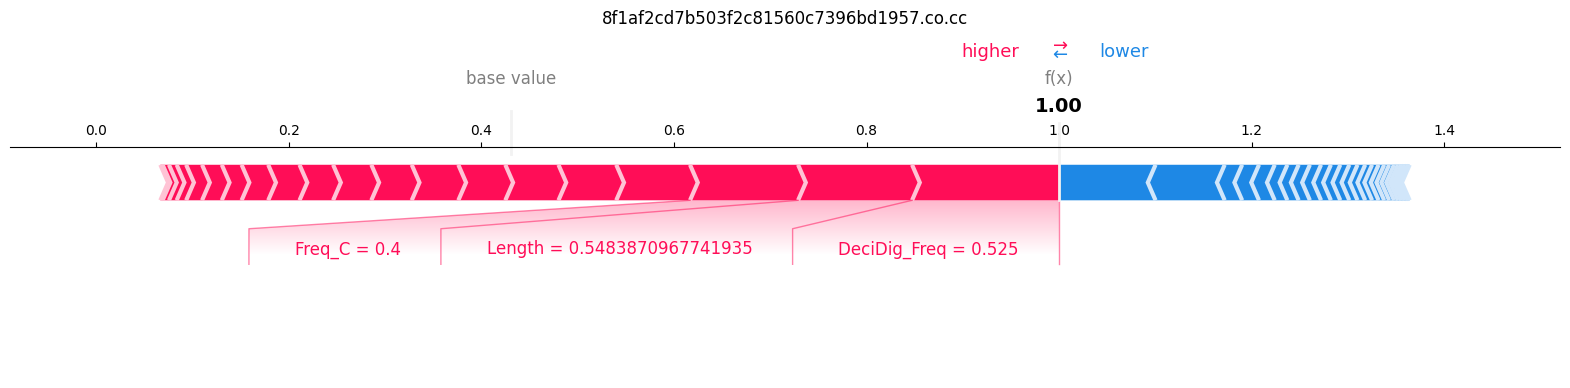 8f1af2cd7b503f2c81560c7396bd1957.co.cc
higher → ← lower
base value f(x)
1.00
0.0 0.2 0.4 0.6 0.8 1.0 1.2 1.4
Freq_C = 0.4 Length = 0.5483870967741935 DeciDig_Freq = 0.525